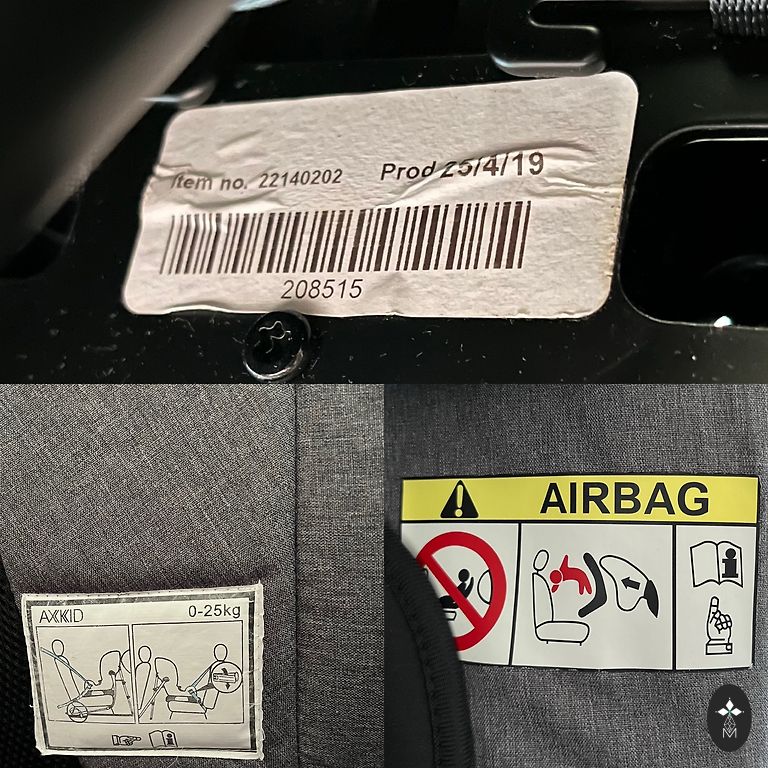 Item no. 22140202 Prod 25/4/19
208515
AXKID 0-25kg
AIRBAG